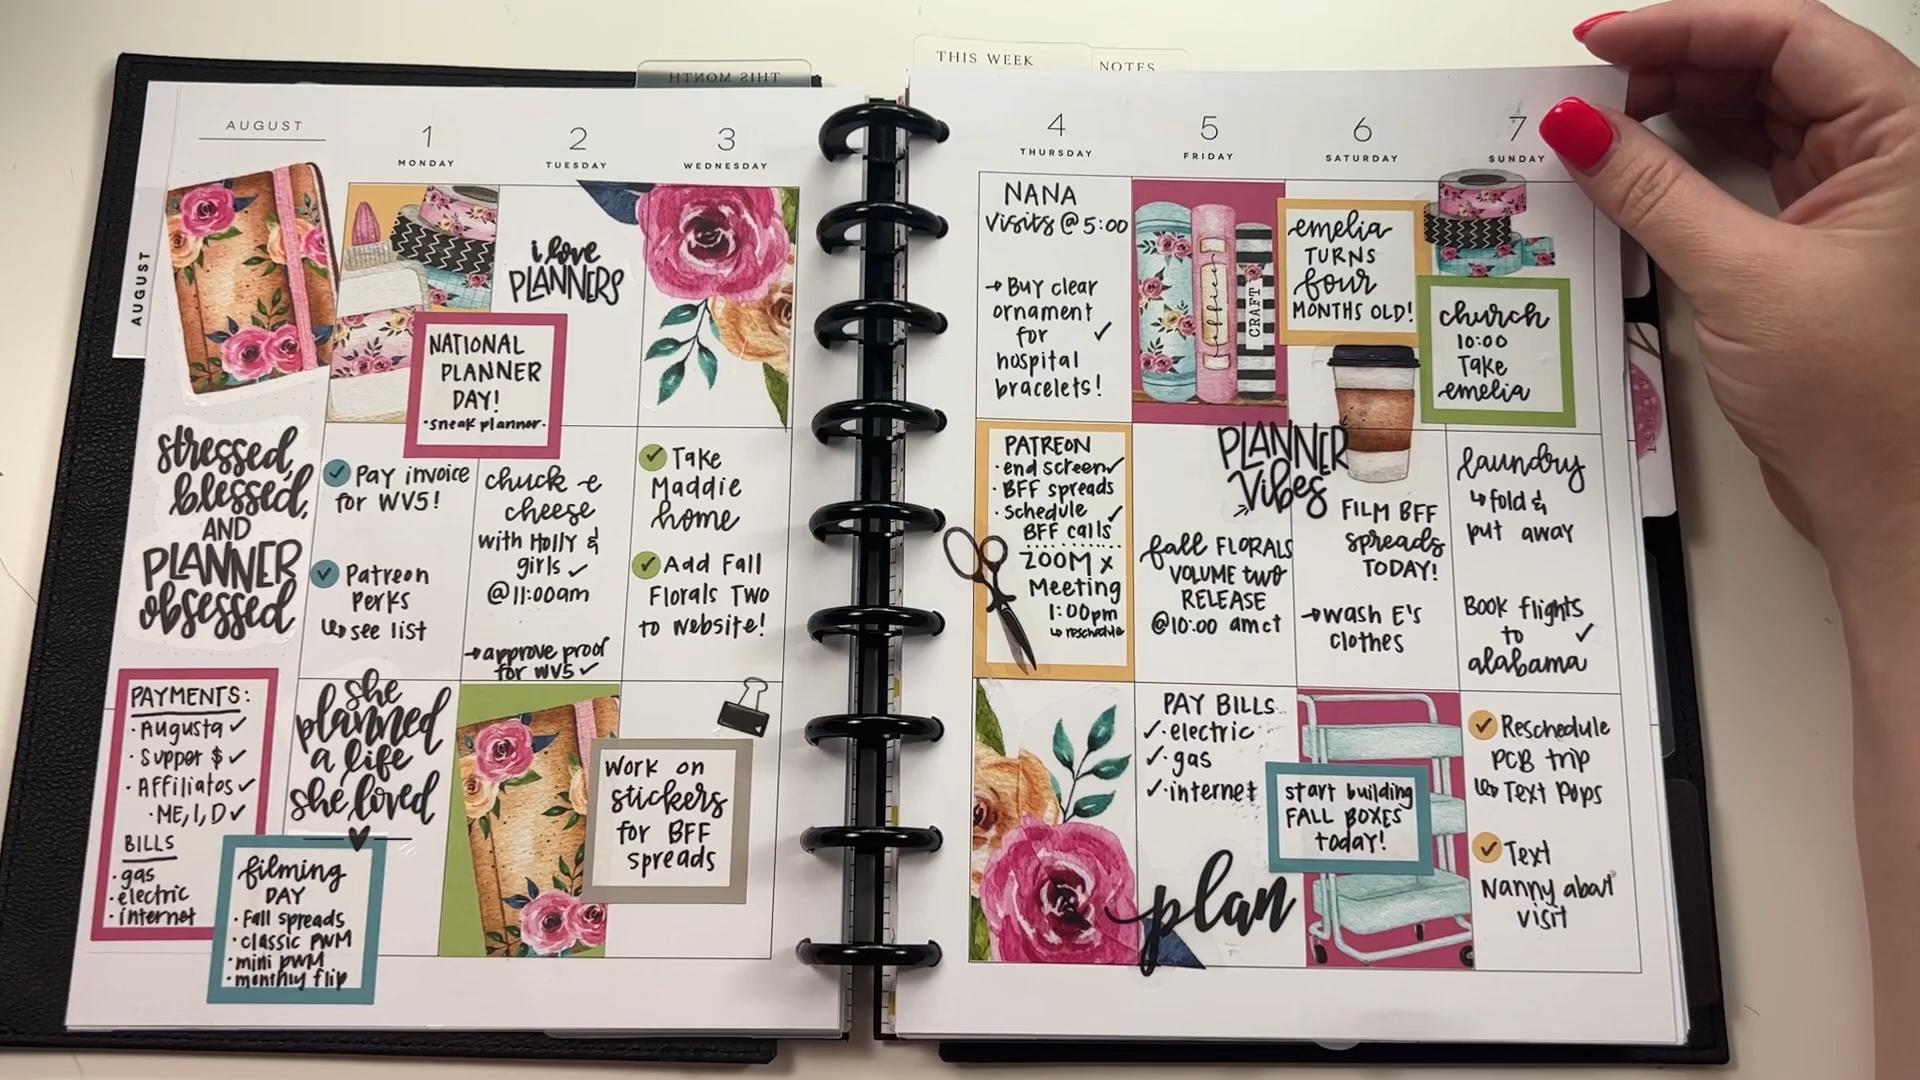 THIS MONTH
THIS WEEK
NOTES
AUGUST
AUGUST
1
MONDAY
2
TUESDAY
3
WEDNESDAY
stressed,
blessed,
AND
PLANNER
obsessed
PAYMENTS:
· Augusta ✓
· Supper $ ✓
· Affiliates ✓
· ME, I, D ✓
BILLS
· gas
· electric
· internet
filming
DAY
· Fall spreads
· classic PWM
· mini PWM
· monthly flip
NATIONAL
PLANNER
DAY!
· sneak planner ·
✓ Pay invoice
for WV5!
✓ Patreon
Perks
↳ see list
she
planned
a life
she loved
i love
PLANNERS
chuck e
cheese
with Holly &
girls ✓
@ 11:00am
→ approve proof
for WV5 ✓
✓ Take
Maddie
home
✓ Add Fall
Florals Two
to website!
Work on
stickers
for BFF
spreads
4
THURSDAY
5
FRIDAY
6
SATURDAY
7
SUNDAY
NANA
visits @ 5:00
→ Buy clear
ornament
for ✓
hospital
bracelets!
PATREON
· end screen ✓
· BFF spreads
· schedule ✓
BFF calls
ZOOM x
Meeting
1:00pm
↳ reschedule
coffee
CRAFT
PLANNER
Vibes
fall FLORALS
VOLUME two
RELEASE
@10:00 am ct
PAY BILLS
✓· electric
✓· gas
✓· internet
plan
emelia
TURNS
four
MONTHS OLD!
FILM BFF
spreads
TODAY!
→ wash E's
clothes
start building
FALL BOXES
today!
church
10:00
Take
emelia
laundry
↳ fold &
put away
Book flights
to ✓
alabama
✓ Reschedule
PCB trip
↳ Text Pops
✓ Text
Nanny about
visit